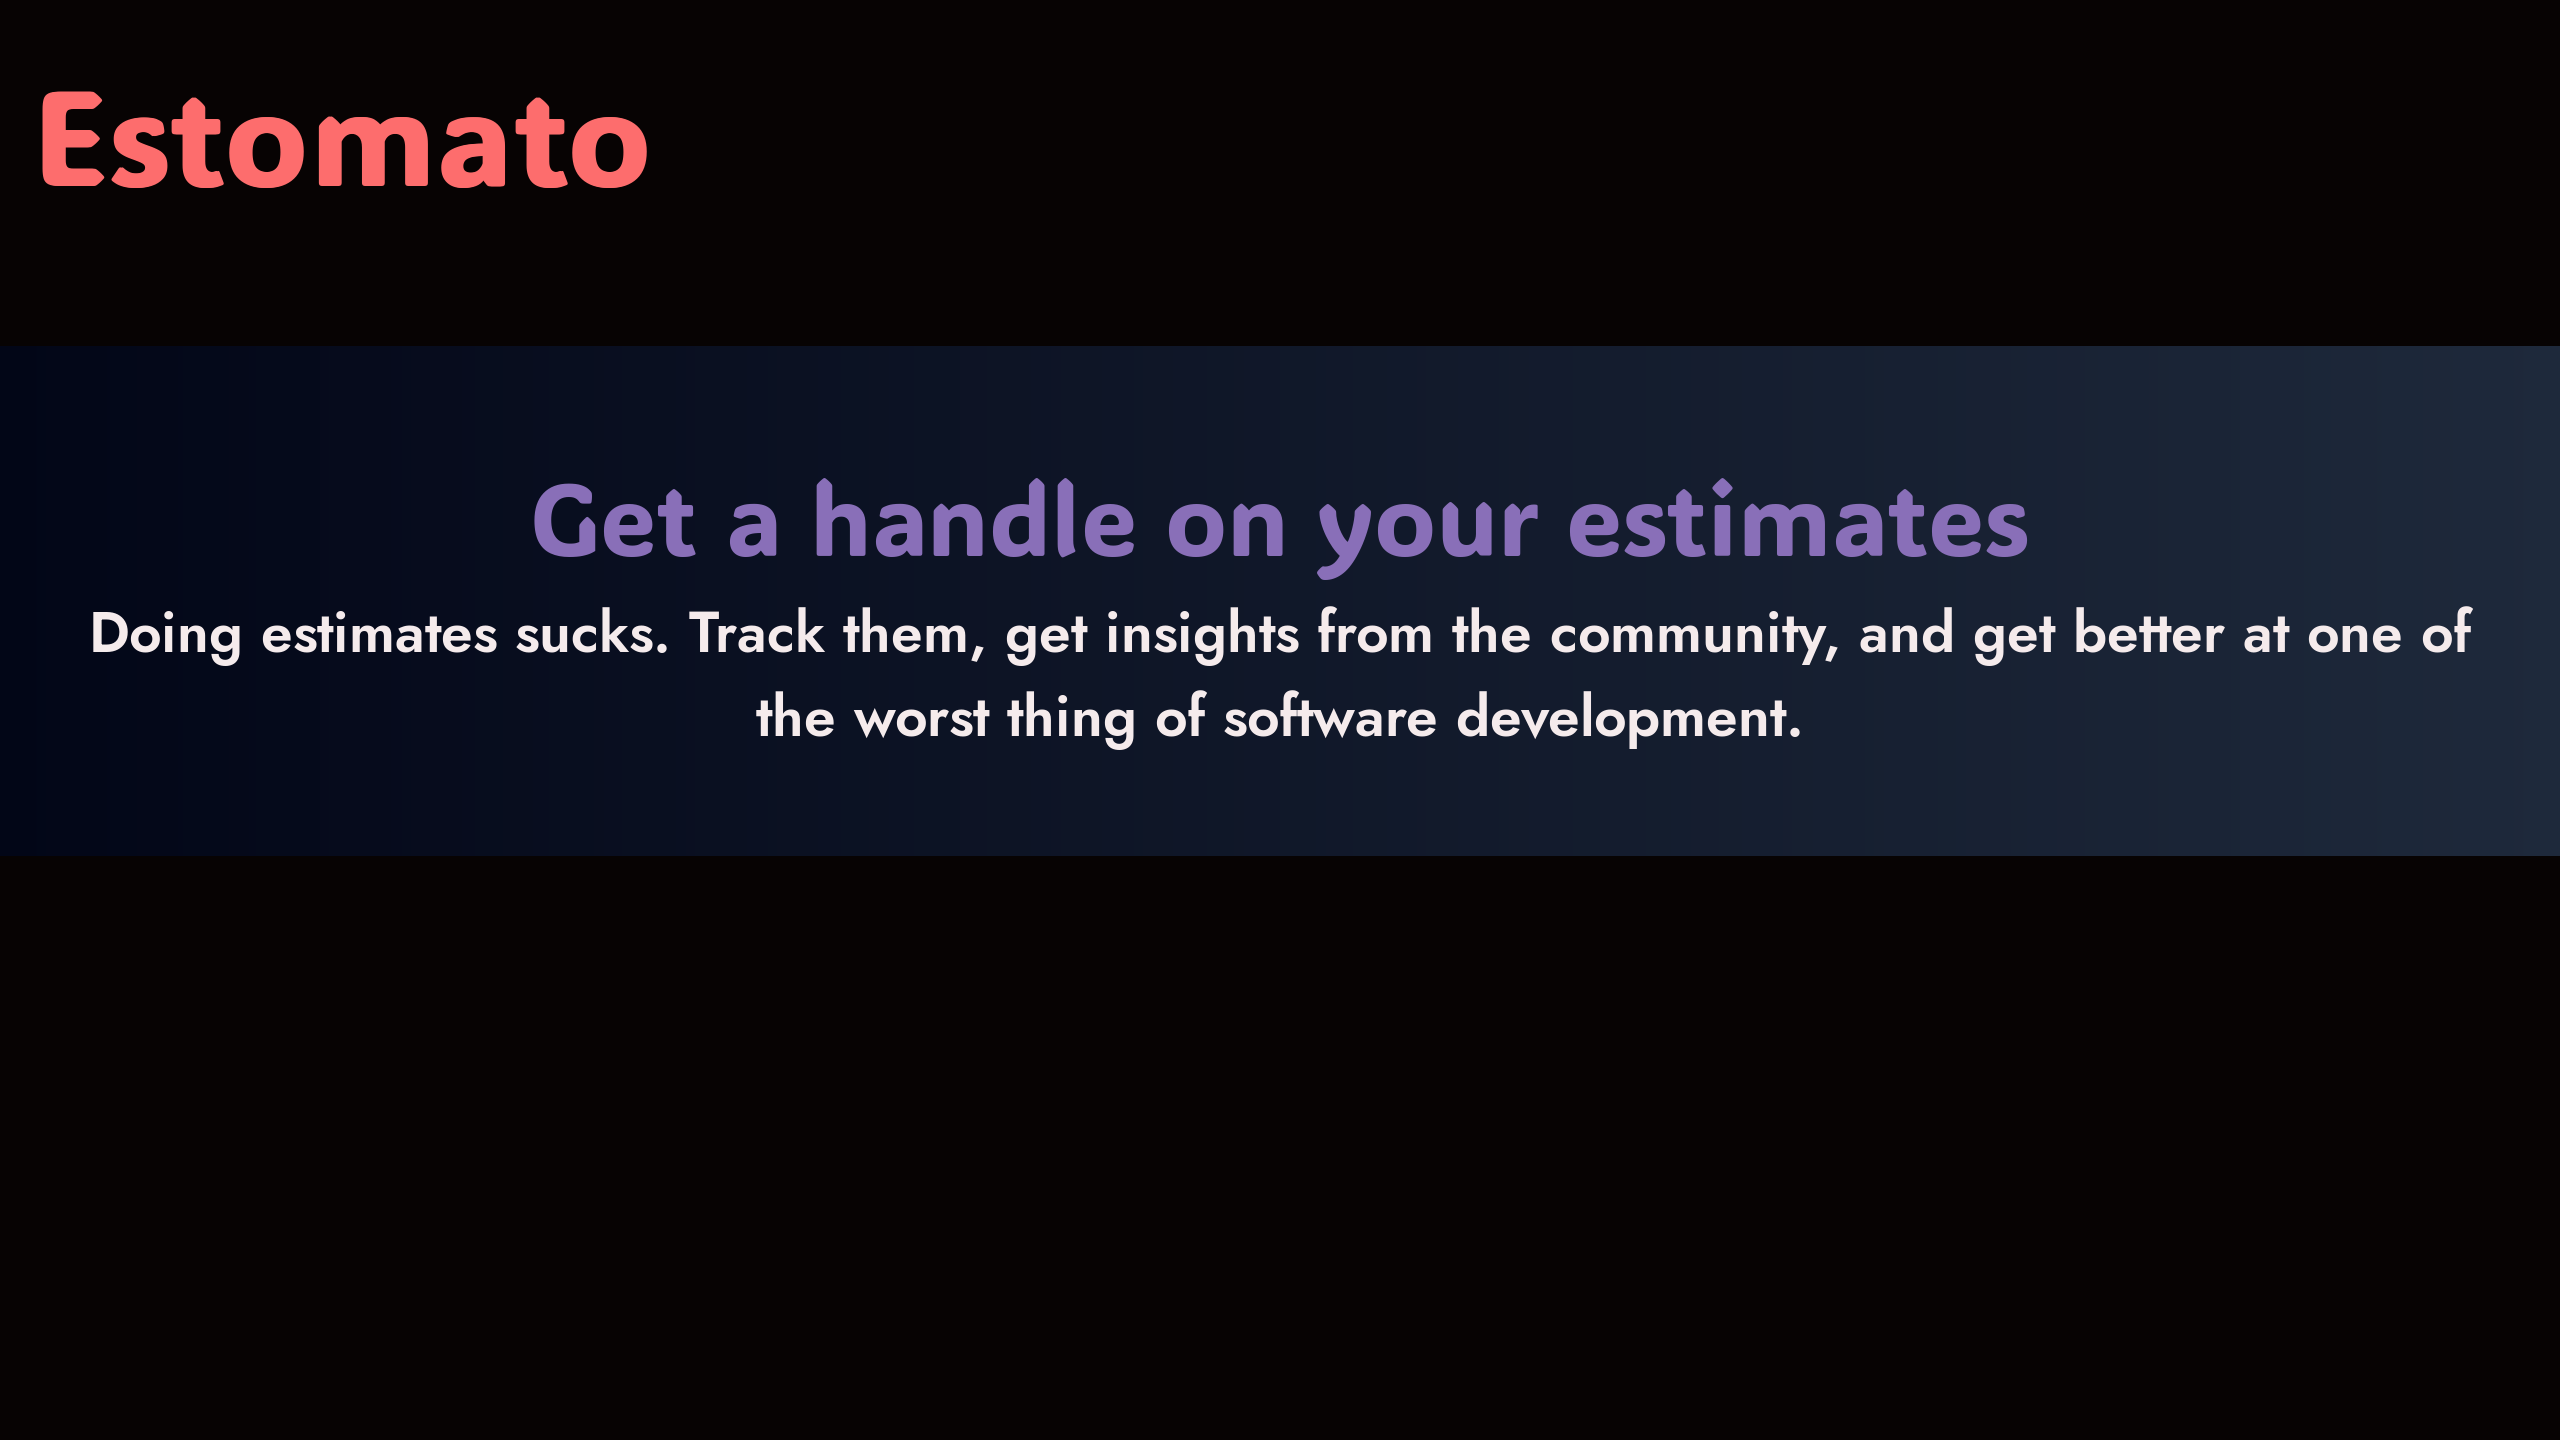 Estomato
Get a handle on your estimates
Doing estimates sucks. Track them, get insights from the community, and get better at one of
the worst thing of software development.